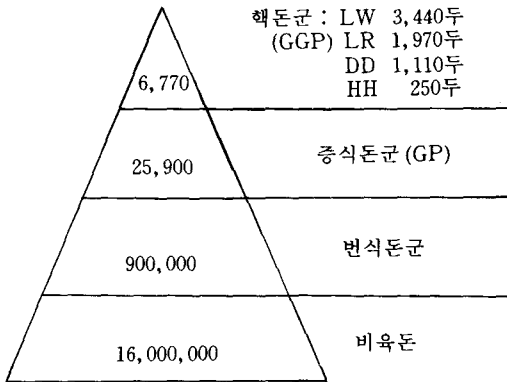 핵돈군 : LW 3,440두
(GGP) LR 1,970두
DD 1,110두
HH 250두
6,770
25,900
증식돈군 (GP)
900,000
번식돈군
16,000,000
비육돈